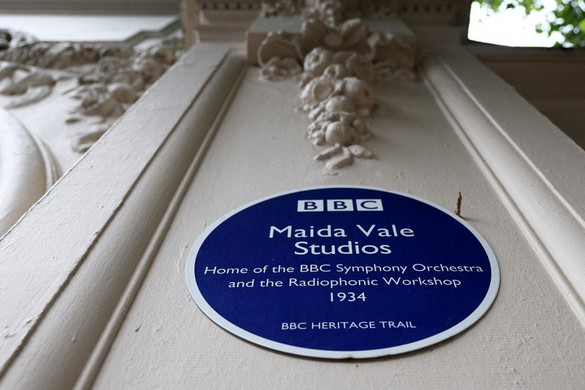 BBC
Maida Vale
Studios
Home of the BBC Symphony Orchestra
and the Radiophonic Workshop
1934
BBC HERITAGE TRAIL